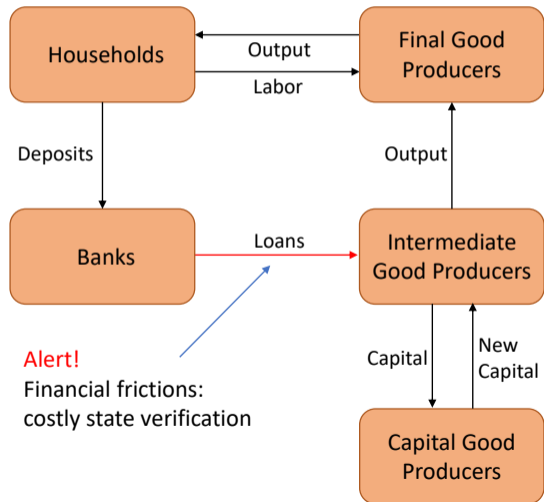 Households
Output
Labor
Final Good
Producers
Deposits
Output
Banks
Loans
Intermediate
Good Producers
Alert!
Financial frictions:
costly state verification
Capital
New
Capital
Capital Good
Producers